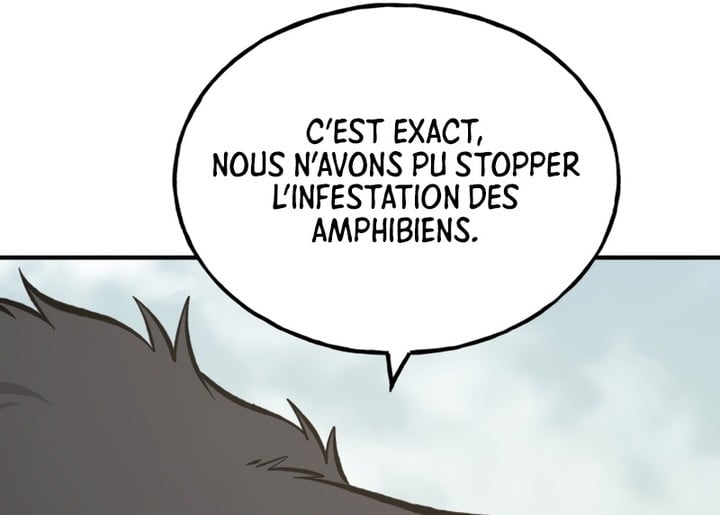 C'EST EXACT,
NOUS N'AVONS PU STOPPER
L'INFESTATION DES
AMPHIBIENS.